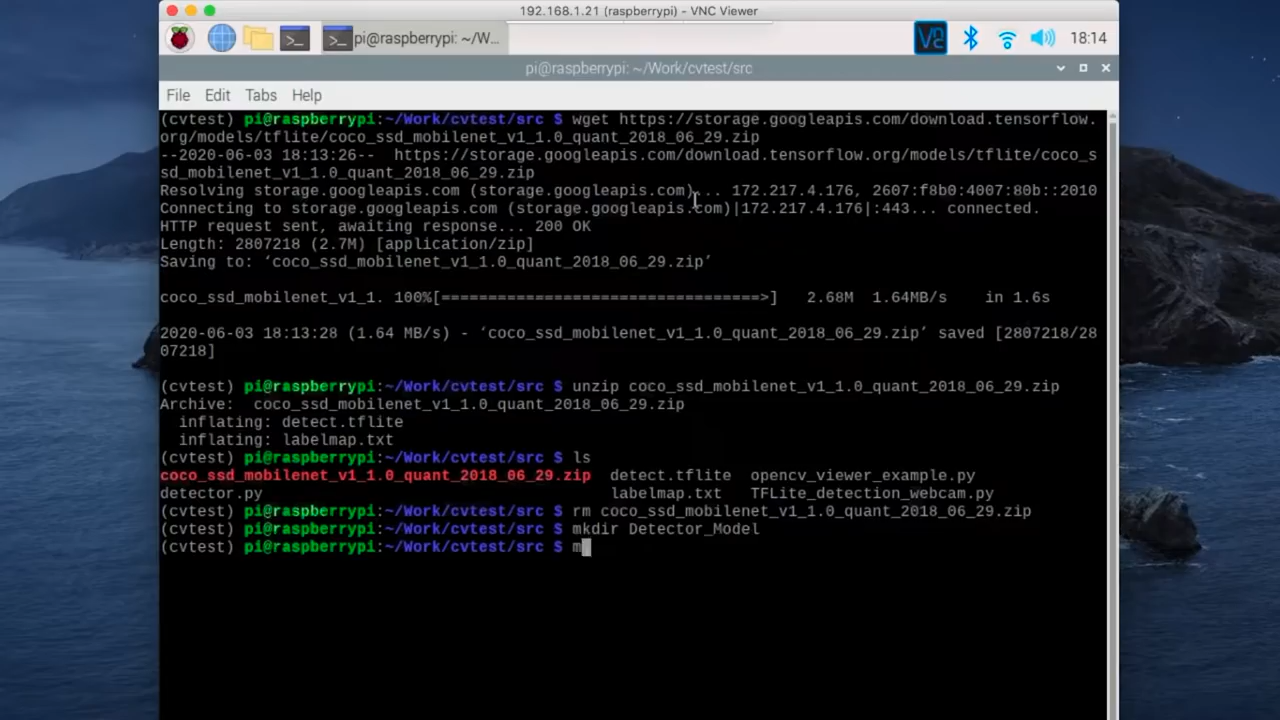 192.168.1.21 (raspberrypi) - VNC Viewer
>_ >_ pi@raspberrypi: ~/W... 18:14
pi@raspberrypi: ~/Work/cvtest/src
File Edit Tabs Help
(cvtest) pi@raspberrypi:~/Work/cvtest/src $ wget https://storage.googleapis.com/download.tensorflow.
org/models/tflite/coco_ssd_mobilenet_v1_1.0_quant_2018_06_29.zip
--2020-06-03 18:13:26-- https://storage.googleapis.com/download.tensorflow.org/models/tflite/coco_s
sd_mobilenet_v1_1.0_quant_2018_06_29.zip
Resolving storage.googleapis.com (storage.googleapis.com)... 172.217.4.176, 2607:f8b0:4007:80b::2010
Connecting to storage.googleapis.com (storage.googleapis.com)|172.217.4.176|:443... connected.
HTTP request sent, awaiting response... 200 OK
Length: 2807218 (2.7M) [application/zip]
Saving to: ‘coco_ssd_mobilenet_v1_1.0_quant_2018_06_29.zip’
coco_ssd_mobilenet_v1_1. 100%[==================================>] 2.68M 1.64MB/s in 1.6s
2020-06-03 18:13:28 (1.64 MB/s) - ‘coco_ssd_mobilenet_v1_1.0_quant_2018_06_29.zip’ saved [2807218/28
07218]
(cvtest) pi@raspberrypi:~/Work/cvtest/src $ unzip coco_ssd_mobilenet_v1_1.0_quant_2018_06_29.zip
Archive: coco_ssd_mobilenet_v1_1.0_quant_2018_06_29.zip
inflating: detect.tflite
inflating: labelmap.txt
(cvtest) pi@raspberrypi:~/Work/cvtest/src $ ls
coco_ssd_mobilenet_v1_1.0_quant_2018_06_29.zip detect.tflite opencv_viewer_example.py
detector.py labelmap.txt TFLite_detection_webcam.py
(cvtest) pi@raspberrypi:~/Work/cvtest/src $ rm coco_ssd_mobilenet_v1_1.0_quant_2018_06_29.zip
(cvtest) pi@raspberrypi:~/Work/cvtest/src $ mkdir Detector_Model
(cvtest) pi@raspberrypi:~/Work/cvtest/src $ m